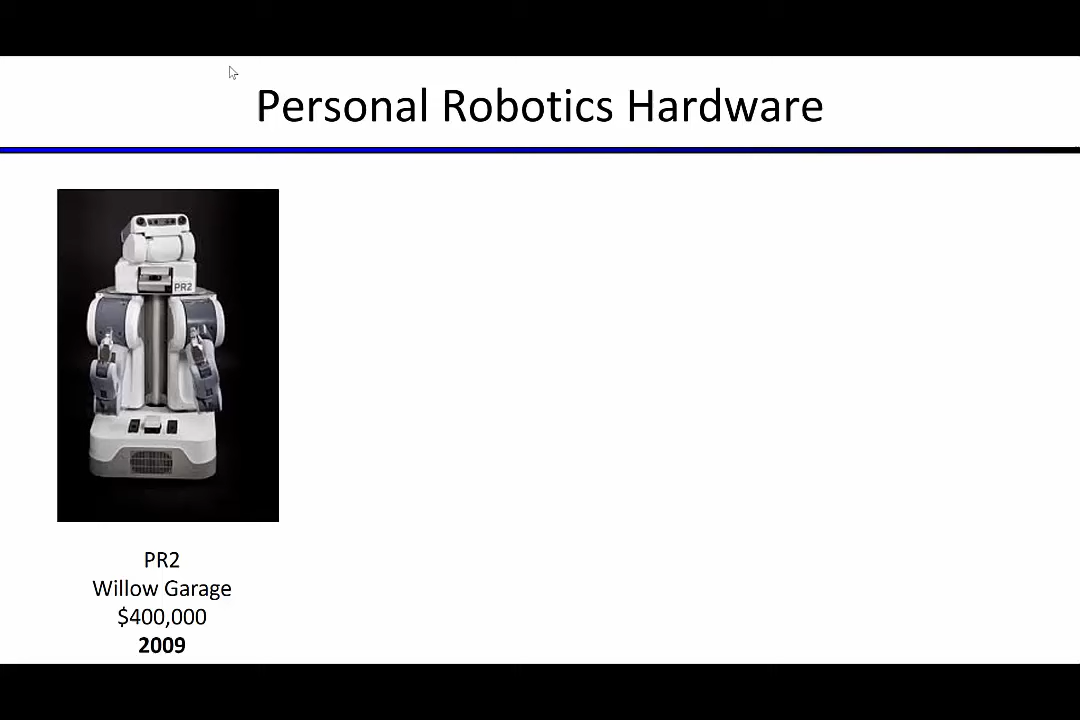 Personal Robotics Hardware
PR2
PR2
Willow Garage
$400,000
2009